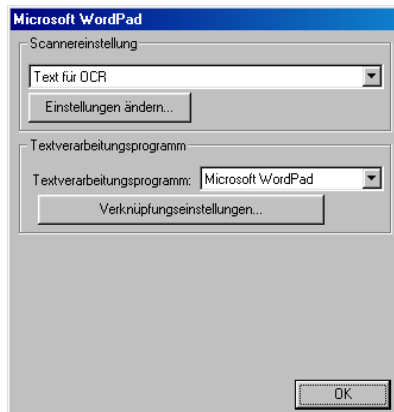 Microsoft WordPad
Scannereinstellung
Text für OCR
Einstellungen ändern...
Textverarbeitungsprogramm
Textverarbeitungsprogramm: Microsoft WordPad
Verknüpfungseinstellungen...
OK